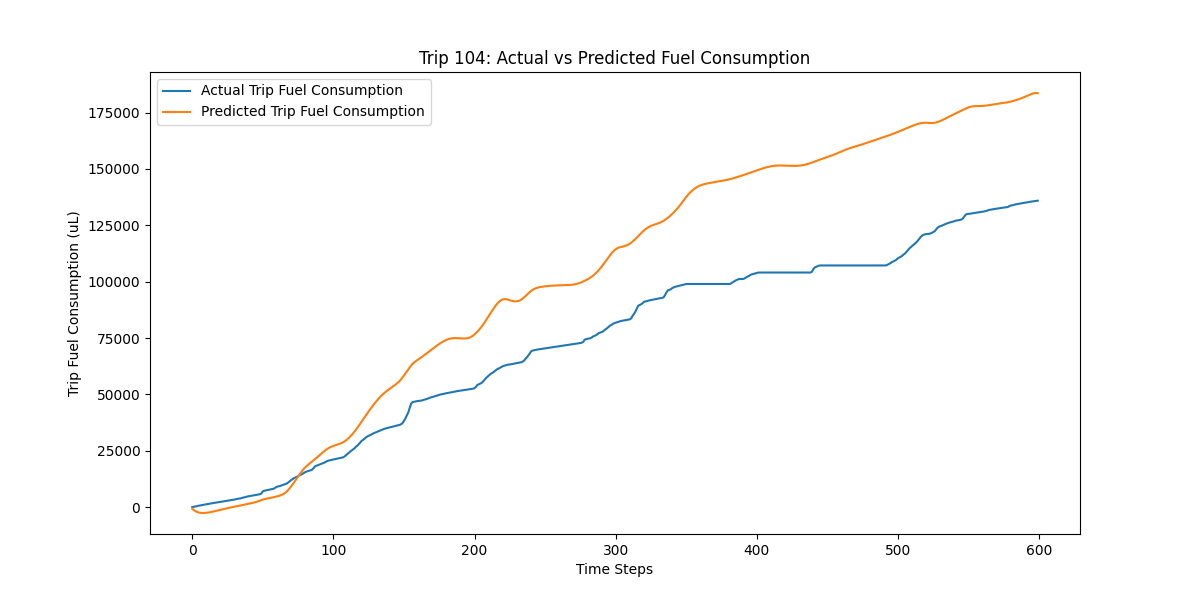 Trip 104: Actual vs Predicted Fuel Consumption
Actual Trip Fuel Consumption
Predicted Trip Fuel Consumption
Trip Fuel Consumption (uL)
175000
150000
125000
100000
75000
50000
25000
0
0 100 200 300 400 500 600
Time Steps